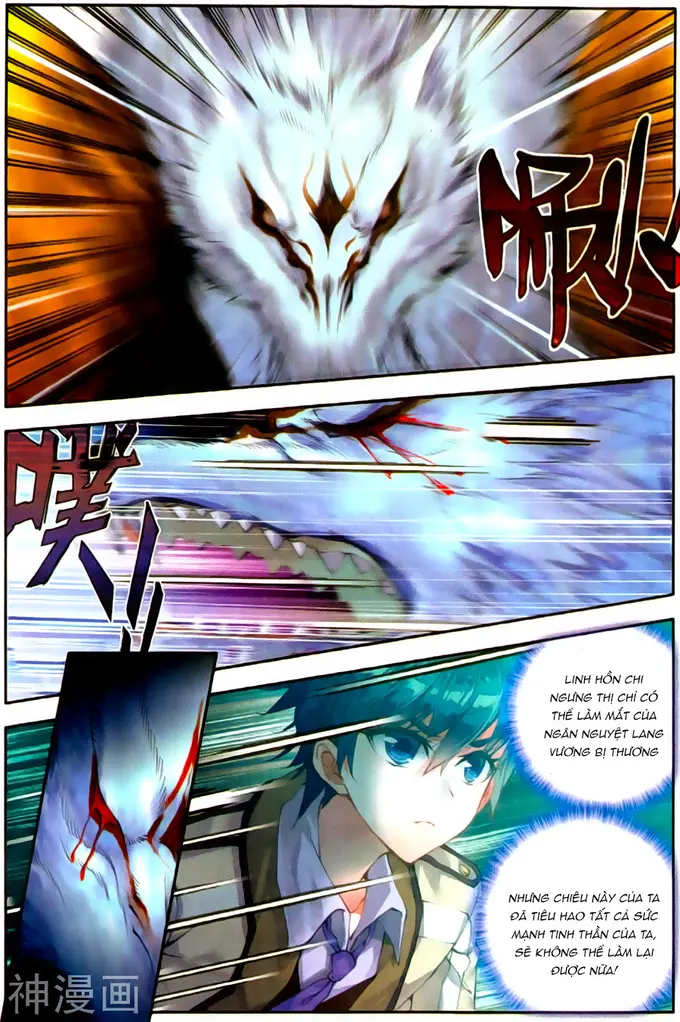 唰
噗
LINH HỒN CHI
NGƯNG THỊ CHỈ CÓ
THỂ LÀM MẮT CỦA
NGÂN NGUYỆT LANG
VƯƠNG BỊ THƯƠNG
NHƯNG CHIÊU NÀY CỦA TA
ĐÃ TIÊU HAO TẤT CẢ SỨC
MẠNH TINH THẦN CỦA TA,
SẼ KHÔNG THỂ LÀM LẠI
ĐƯỢC NỮA!
神漫画